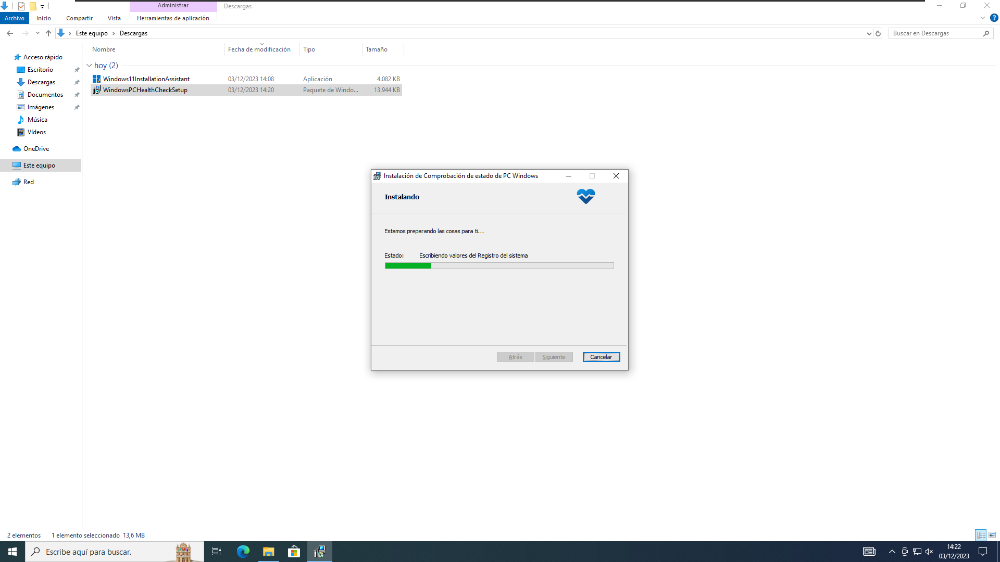 Administrar
Descargas
Archivo
Inicio
Compartir
Vista
Herramientas de aplicación
Este equipo
Descargas
Buscar en Descargas
Nombre
Fecha de modificación
Tipo
Tamaño
Acceso rápido
Escritorio
Descargas
Documentos
Imágenes
Música
Vídeos
OneDrive
Este equipo
Red
hoy (2)
Windows11InstallationAssistant 03/12/2023 14:08 Aplicación 4.082 KB
WindowsPCHealthCheckSetup 03/12/2023 14:20 Paquete de Windo... 13.944 KB
Instalación de Comprobación de estado de PC Windows
Instalando
Estamos preparando las cosas para ti...
Estado: Escribiendo valores del Registro del sistema
Atrás
Siguiente
Cancelar
2 elementos
1 elemento seleccionado 13,6 MB
Escribe aquí para buscar.
14:22
03/12/2023